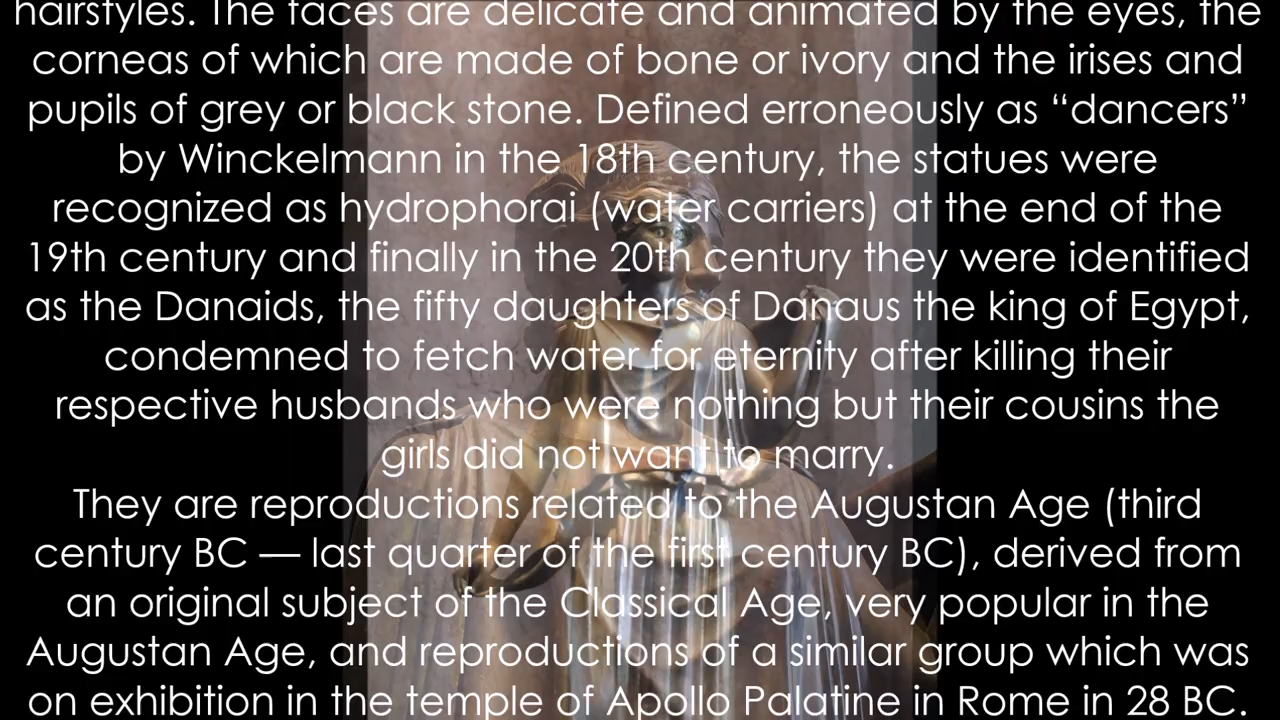 hairstyles. The faces are delicate and animated by the eyes, the
corneas of which are made of bone or ivory and the irises and
pupils of grey or black stone. Defined erroneously as “dancers”
by Winckelmann in the 18th century, the statues were
recognized as hydrophorai (water carriers) at the end of the
19th century and finally in the 20th century they were identified
as the Danaids, the fifty daughters of Danaus the king of Egypt,
condemned to fetch water for eternity after killing their
respective husbands who were nothing but their cousins the
girls did not want to marry.
They are reproductions related to the Augustan Age (third
century BC — last quarter of the first century BC), derived from
an original subject of the Classical Age, very popular in the
Augustan Age, and reproductions of a similar group which was
on exhibition in the temple of Apollo Palatine in Rome in 28 BC.